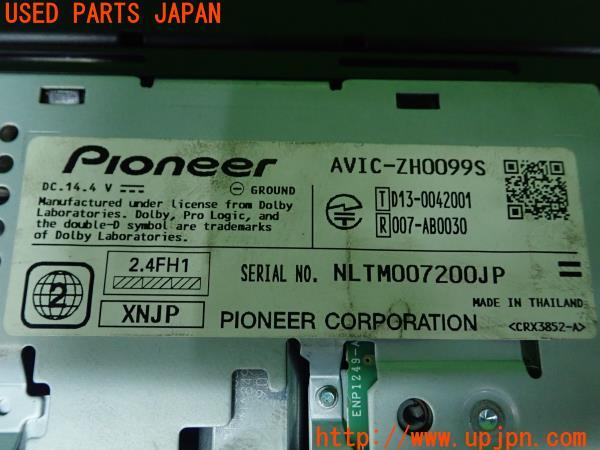 USED PARTS JAPAN
Pioneer
AVIC-ZH0099S
DC.14.4 V
GROUND
Manufactured under license from Dolby
Laboratories. Dolby, Pro Logic, and
the double-D symbol are trademarks
of Dolby Laboratories.
T D13-0042001
R 007-AB0030
2
2.4FH1
XNJP
SERIAL NO. NLTM007200JP
MADE IN THAILAND
PIONEER CORPORATION
<CRX3852-A>
ENP1249-A
http://www.upjpn.com